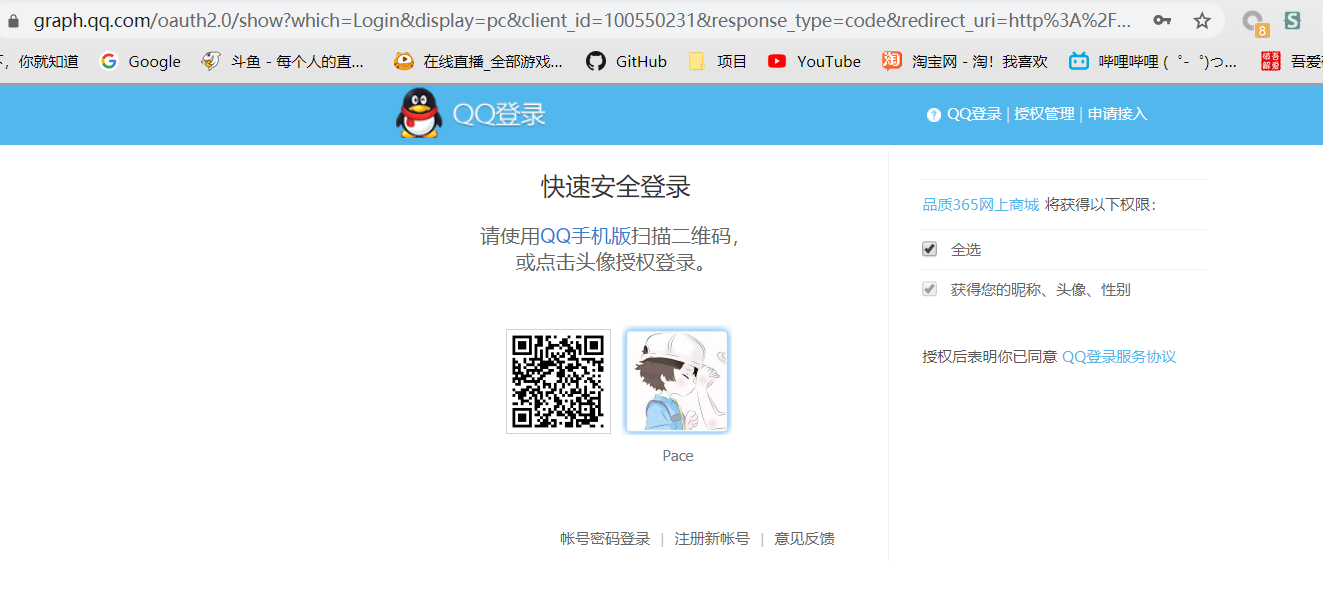 graph.qq.com/oauth2.0/show?which=Login&display=pc&client_id=100550231&response_type=code&redirect_uri=http%3A%2F...
8 S
，你就知道 Google 斗鱼 - 每个人的直... 在线直播_全部游戏... GitHub 项目 YouTube 淘 淘宝网 - 淘！我喜欢 哔哩哔哩 ( ゜- ゜)つ... 吾爱
QQ登录
? QQ登录 | 授权管理 | 申请接入
快速安全登录
请使用QQ手机版扫描二维码，
或点击头像授权登录。
Pace
帐号密码登录 | 注册新帐号 | 意见反馈
品质365网上商城 将获得以下权限：
全选
获得您的昵称、头像、性别
授权后表明你已同意 QQ登录服务协议